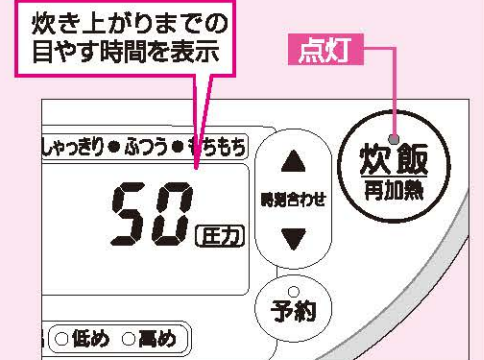 炊き上がりまでの
目やす時間を表示
点灯
しゃっきり●ふつう●もちもち
炊飯
再加熱
50
圧力
時刻合わせ
予約
低め 高め